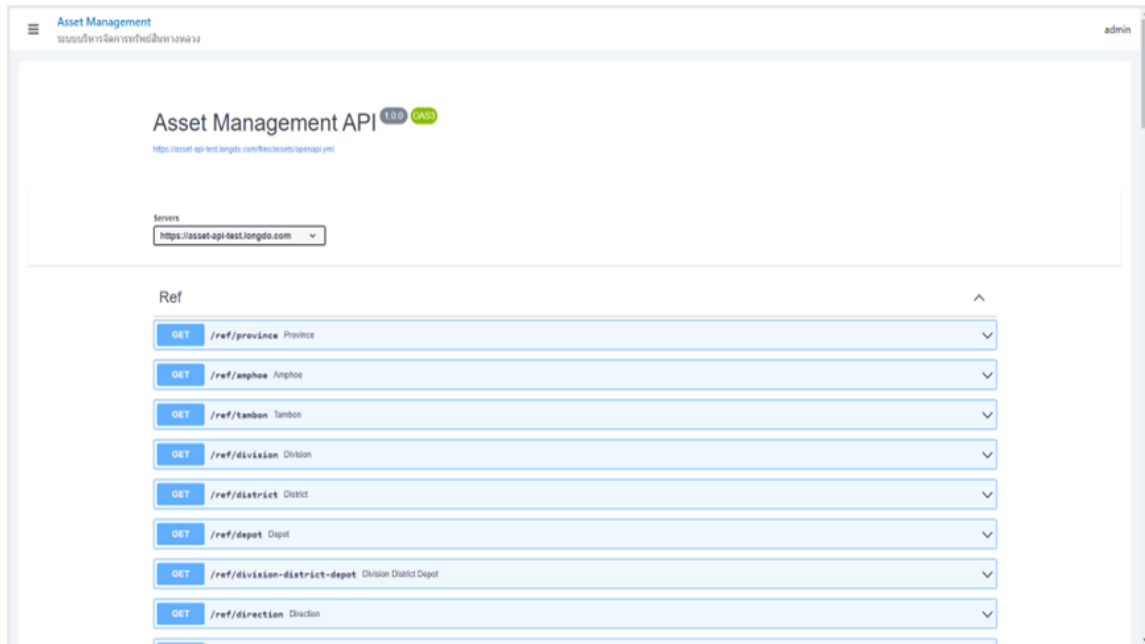 Asset Management
ระบบบริหารจัดการทรัพย์สินทางหลวง
admin
Asset Management API 1.0.0 OAS3
https://asset-api-test.longdo.com/files/assets/openapi.yml
Servers
https://asset-api-test.longdo.com
Ref
GET /ref/province Province
GET /ref/amphoe Amphoe
GET /ref/tambon Tambon
GET /ref/division Division
GET /ref/district District
GET /ref/depot Depot
GET /ref/division-district-depot Division District Depot
GET /ref/direction Direction